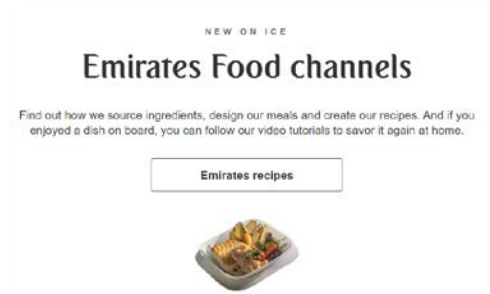 NEW ON ICE
Emirates Food channels
Find out how we source ingredients, design our meals and create our recipes. And if you
enjoyed a dish on board, you can follow our video tutorials to savor it again at home.
Emirates recipes